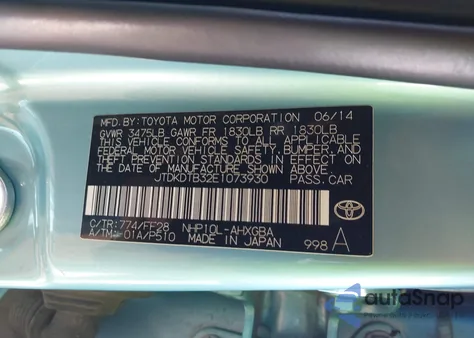 MFD. BY: TOYOTA MOTOR CORPORATION 06/14
GVWR 3475LB GAWR FR 1830LB RR 1830LB
THIS VEHICLE CONFORMS TO ALL APPLICABLE
FEDERAL MOTOR VEHICLE SAFETY, BUMPER, AND
THEFT PREVENTION STANDARDS IN EFFECT ON
THE DATE OF MANUFACTURE SHOWN ABOVE.
JTDKDTB32E1073930 PASS. CAR
C/TR: 774/FF28 NHP10L-AHXGBA
A/TM: -01A/P510 MADE IN JAPAN 998 A
TOYOTA
autoSnap